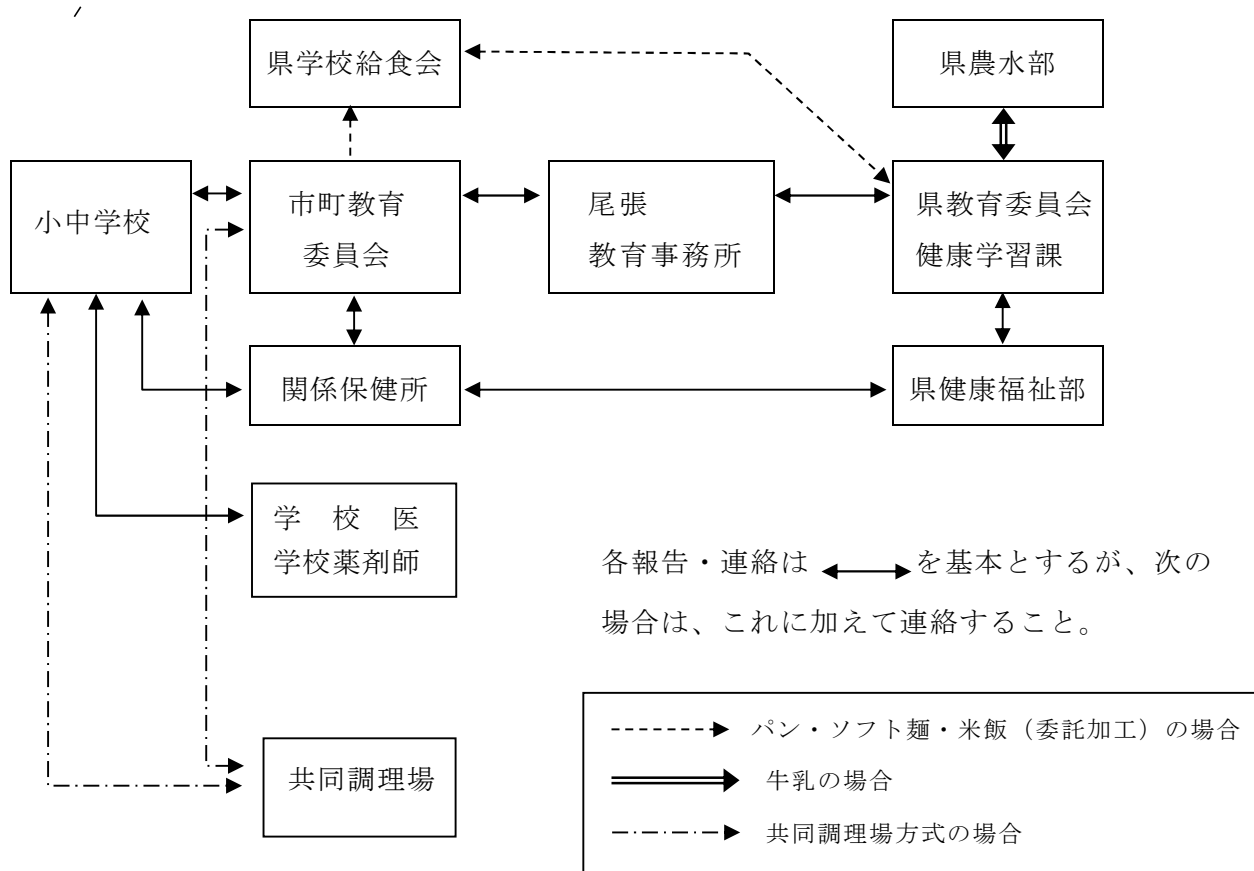 県学校給食会
県農水部
小中学校
市町教育
委員会
尾張
教育事務所
県教育委員会
健康学習課
関係保健所
県健康福祉部
学校医
学校薬剤師
各報告・連絡は を基本とするが、次の
場合は、これに加えて連絡すること。
共同調理場
パン・ソフト麺・米飯（委託加工）の場合
牛乳の場合
共同調理場方式の場合